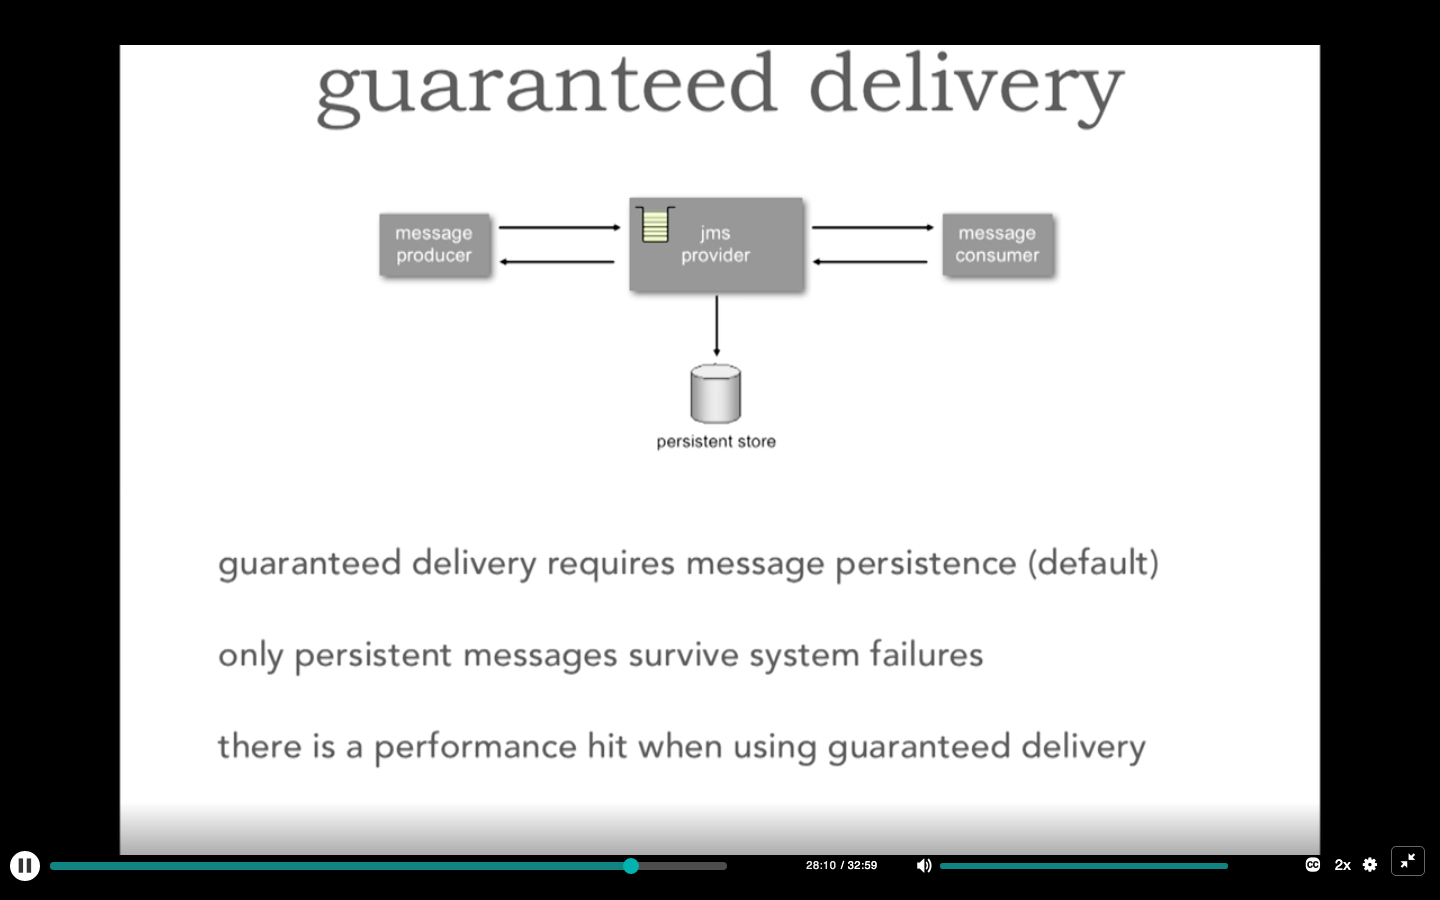 guaranteed delivery
message
producer
jms
provider
message
consumer
persistent store
guaranteed delivery requires message persistence (default)
only persistent messages survive system failures
there is a performance hit when using guaranteed delivery
28:10 / 32:59
CC
2x